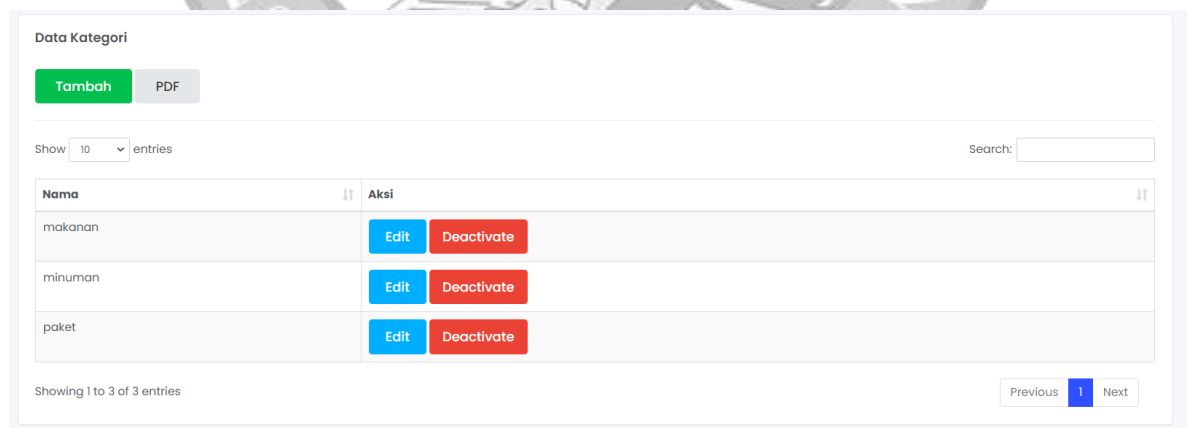 Data Kategori
Tambah PDF
Show 10 entries Search:
Nama Aksi
makanan Edit Deactivate
minuman Edit Deactivate
paket Edit Deactivate
Showing 1 to 3 of 3 entries Previous 1 Next